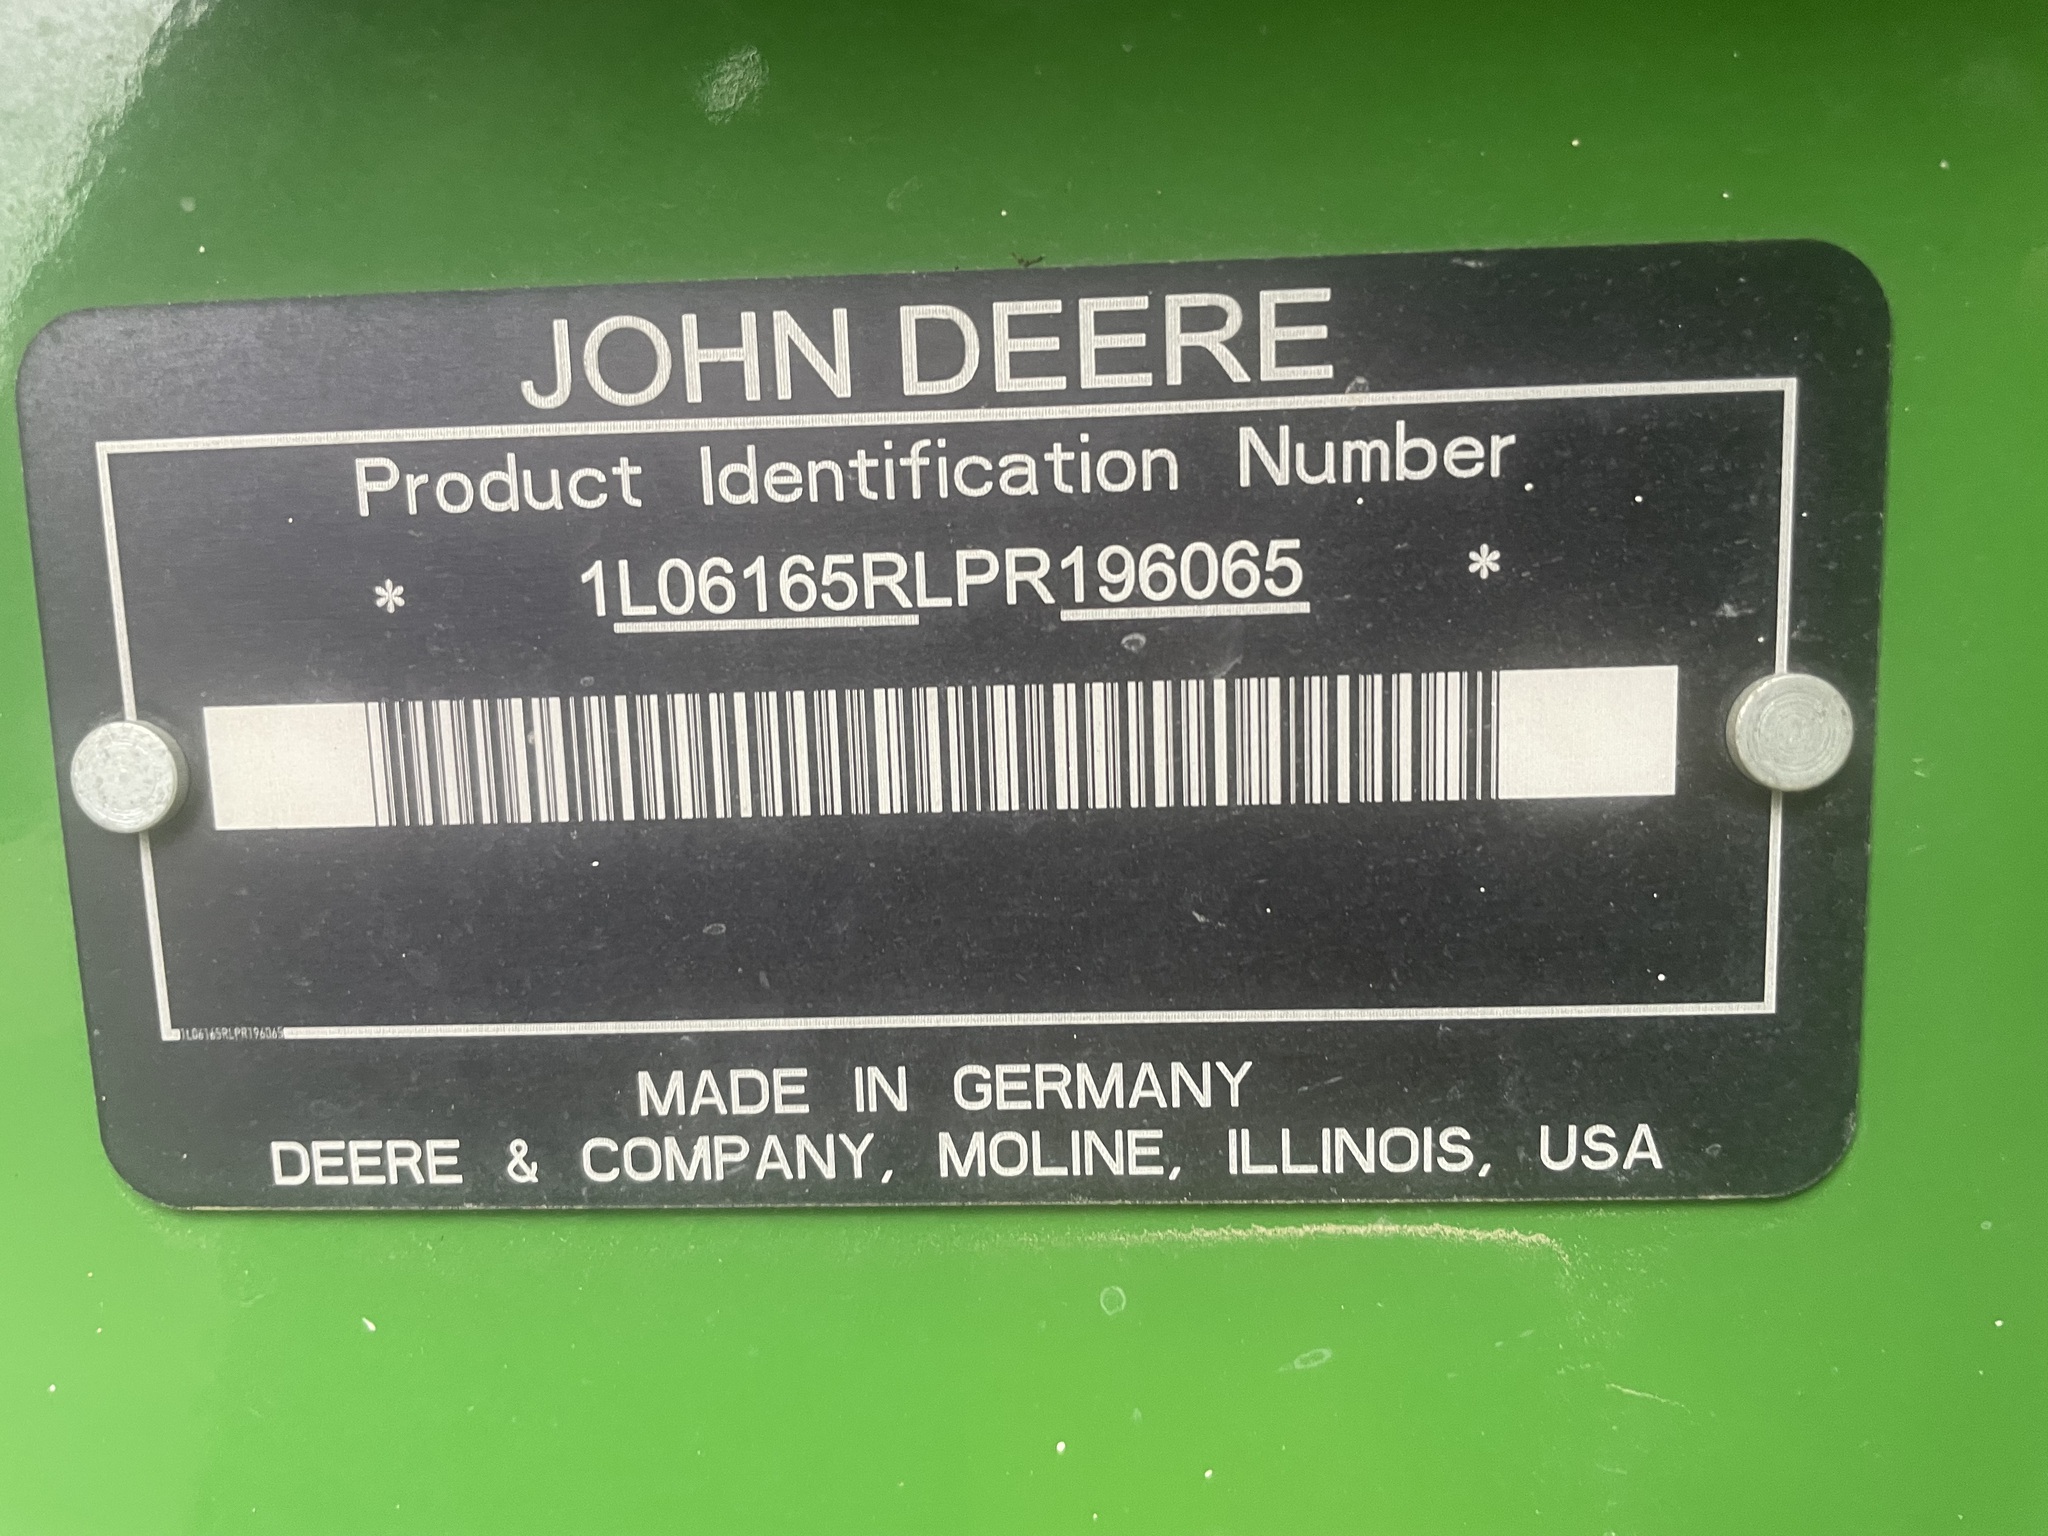 JOHN DEERE
Product Identification Number
* 1L06165RLPR196065 *
1L06165RLPR196065
MADE IN GERMANY
DEERE & COMPANY, MOLINE, ILLINOIS, USA